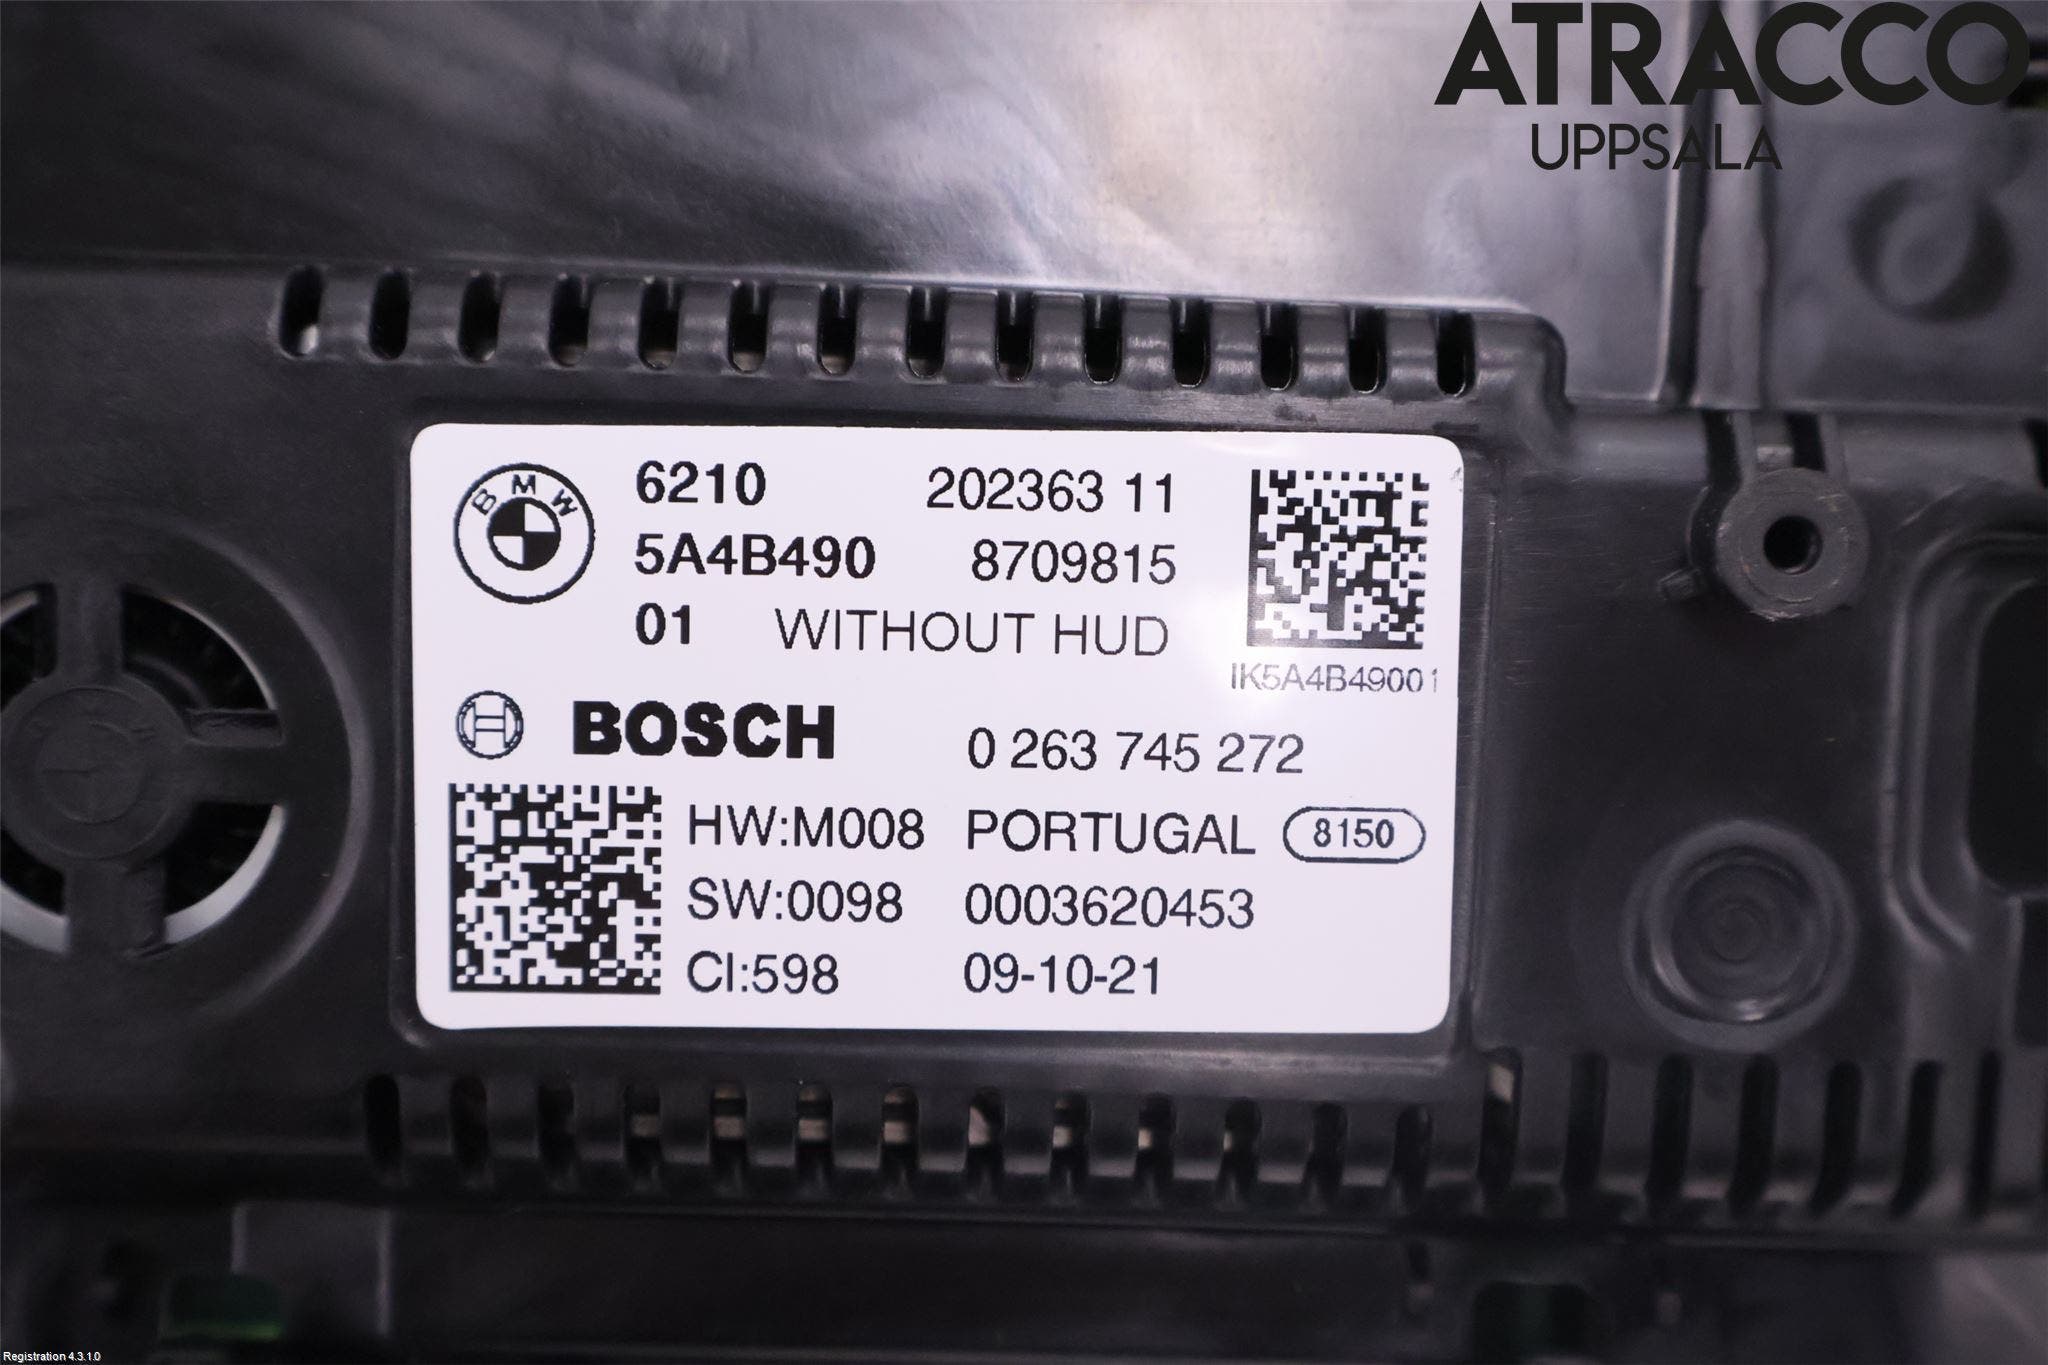 ATRACCO
UPPSALA
BMW
6210 202363 11
5A4B490 8709815
01 WITHOUT HUD
IK5A4B49001
BOSCH 0 263 745 272
HW:M008 PORTUGAL 8150
SW:0098 0003620453
CI:598 09-10-21
Registration 4.3.1.0